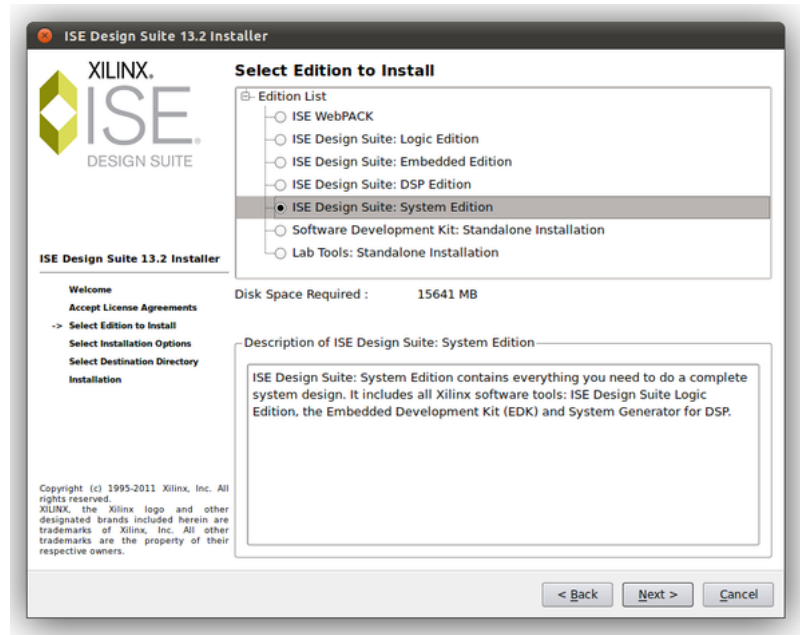 ISE Design Suite 13.2 Installer
XILINX.
ISE.
DESIGN SUITE
ISE Design Suite 13.2 Installer
Welcome
Accept License Agreements
-> Select Edition to Install
Select Installation Options
Select Destination Directory
Installation
Copyright (c) 1995-2011 Xilinx, Inc. All
rights reserved.
XILINX, the Xilinx logo and other
designated brands included herein are
trademarks of Xilinx, Inc. All other
trademarks are the property of their
respective owners.
Select Edition to Install
Edition List
ISE WebPACK
ISE Design Suite: Logic Edition
ISE Design Suite: Embedded Edition
ISE Design Suite: DSP Edition
ISE Design Suite: System Edition
Software Development Kit: Standalone Installation
Lab Tools: Standalone Installation
Disk Space Required : 15641 MB
Description of ISE Design Suite: System Edition
ISE Design Suite: System Edition contains everything you need to do a complete
system design. It includes all Xilinx software tools: ISE Design Suite Logic
Edition, the Embedded Development Kit (EDK) and System Generator for DSP.
< Back Next > Cancel